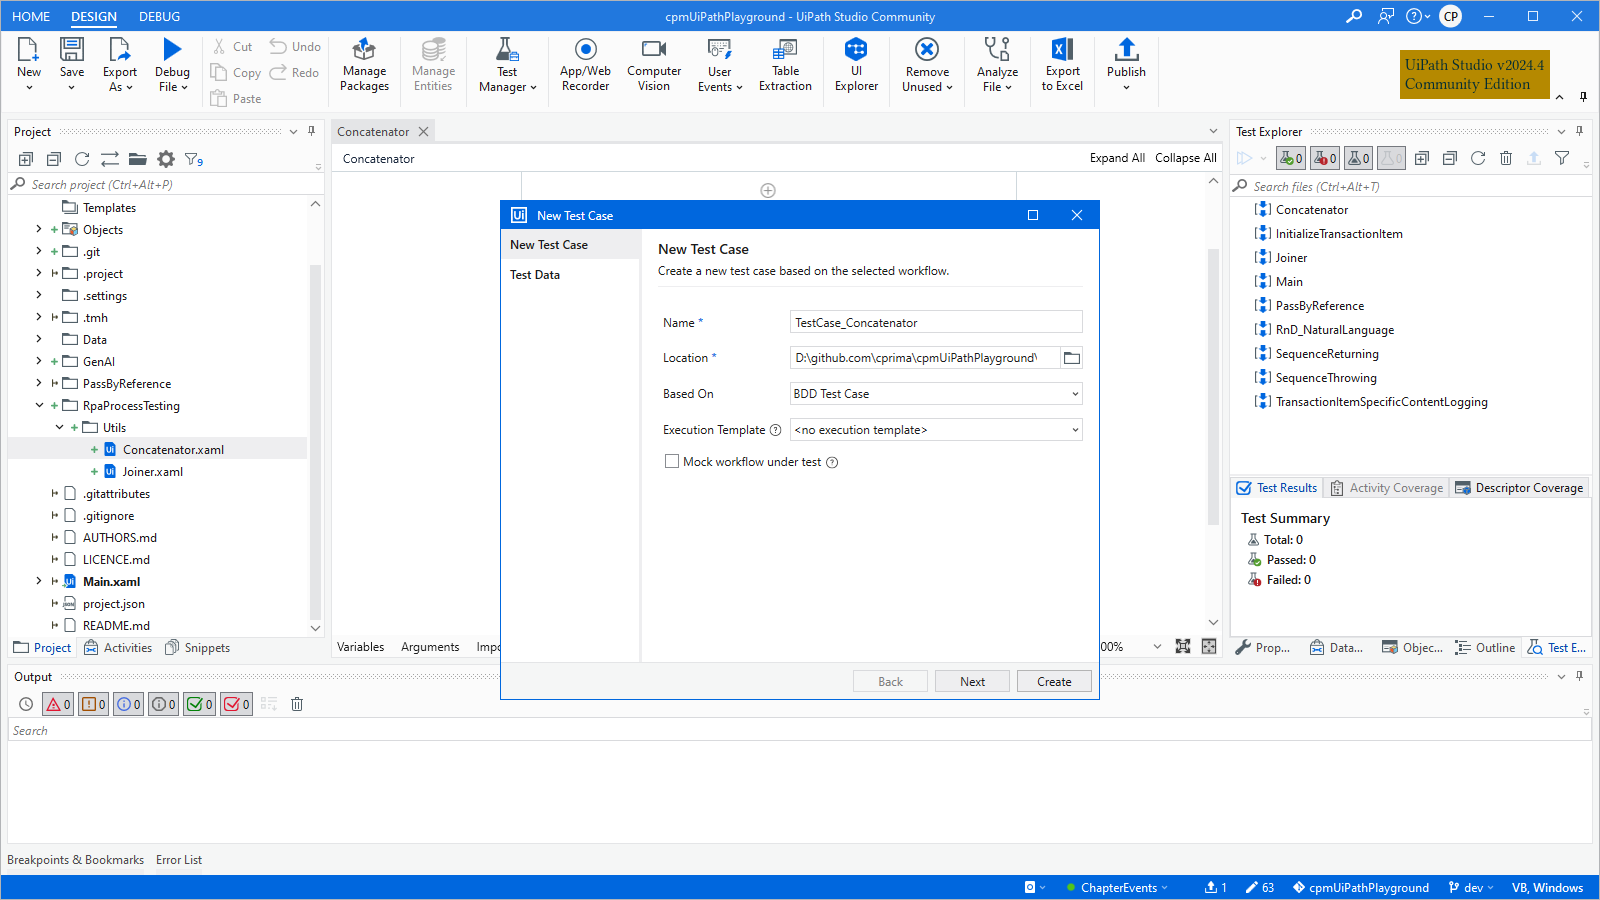 HOME DESIGN DEBUG
cpmUiPathPlayground - UiPath Studio Community
CP
New
Save
Export As
Debug File
Cut
Copy
Paste
Undo
Redo
Manage Packages
Manage Entities
Test Manager
App/Web Recorder
Computer Vision
User Events
Table Extraction
UI Explorer
Remove Unused
Analyze File
Export to Excel
Publish
UiPath Studio v2024.4
Community Edition
Project
9
Search project (Ctrl+Alt+P)
Templates
Objects
.git
.project
.settings
.tmh
Data
GenAI
PassByReference
RpaProcessTesting
Utils
Concatenator.xaml
Joiner.xaml
.gitattributes
.gitignore
AUTHORS.md
LICENCE.md
Main.xaml
project.json
README.md
Project Activities Snippets
Concatenator
Concatenator
Expand All Collapse All
Ui New Test Case
New Test Case
Test Data
New Test Case
Create a new test case based on the selected workflow.
Name * TestCase_Concatenator
Location * D:\github.com\cprima\cpmUiPathPlayground\
Based On BDD Test Case
Execution Template <no execution template>
Mock workflow under test
Back Next Create
Variables Arguments Impo
00%
Test Explorer
0 0 0 0
Search files (Ctrl+Alt+T)
Concatenator
InitializeTransactionItem
Joiner
Main
PassByReference
RnD_NaturalLanguage
SequenceReturning
SequenceThrowing
TransactionItemSpecificContentLogging
Test Results Activity Coverage Descriptor Coverage
Test Summary
Total: 0
Passed: 0
Failed: 0
Prop... Data... Objec... Outline Test E...
Output
0 0 0 0 0 0
Search
Breakpoints & Bookmarks Error List
ChapterEvents 1 63 cpmUiPathPlayground dev VB, Windows